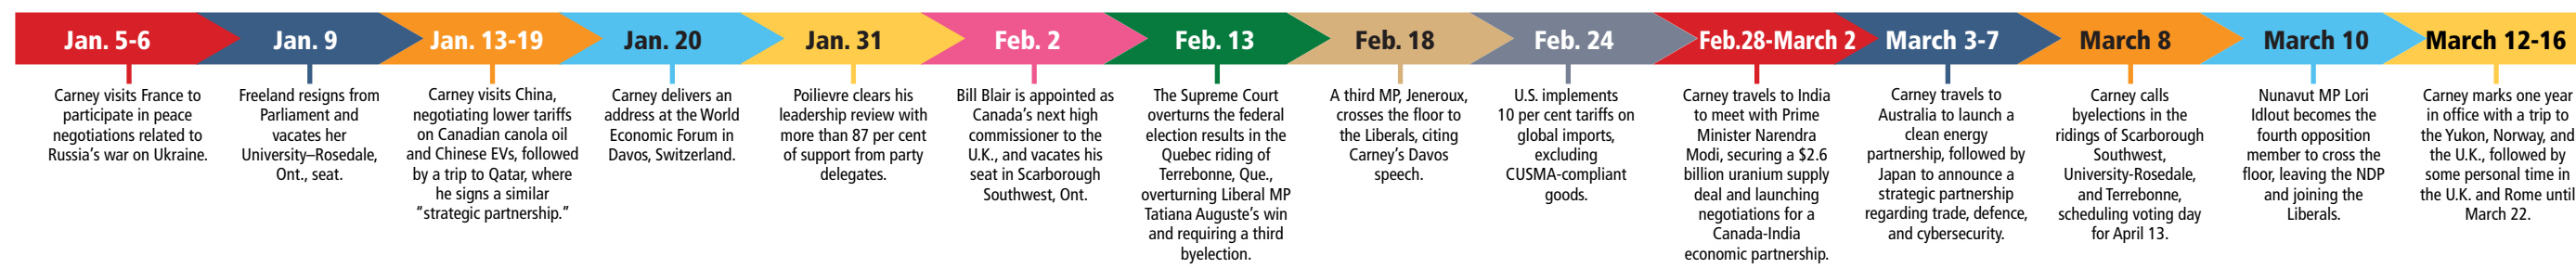 Jan. 5-6
Carney visits France to
participate in peace
negotiations related to
Russia’s war on Ukraine.
Jan. 9
Freeland resigns from
Parliament and
vacates her
University–Rosedale,
Ont., seat.
Jan. 13-19
Carney visits China,
negotiating lower tariffs
on Canadian canola oil
and Chinese EVs, followed
by a trip to Qatar, where
he signs a similar
“strategic partnership.”
Jan. 20
Carney delivers an
address at the World
Economic Forum in
Davos, Switzerland.
Jan. 31
Poilievre clears his
leadership review with
more than 87 per cent
of support from party
delegates.
Feb. 2
Bill Blair is appointed as
Canada’s next high
commissioner to the
U.K., and vacates his
seat in Scarborough
Southwest, Ont.
Feb. 13
The Supreme Court
overturns the federal
election results in the
Quebec riding of
Terrebonne, Que.,
overturning Liberal MP
Tatiana Auguste’s win
and requiring a third
byelection.
Feb. 18
A third MP, Jeneroux,
crosses the floor to
the Liberals, citing
Carney’s Davos
speech.
Feb. 24
U.S. implements
10 per cent tariffs on
global imports,
excluding
CUSMA-compliant
goods.
Feb.28-March 2
Carney travels to India
to meet with Prime
Minister Narendra
Modi, securing a $2.6
billion uranium supply
deal and launching
negotiations for a
Canada-India
economic partnership.
March 3-7
Carney travels to
Australia to launch a
clean energy
partnership, followed by
Japan to announce a
strategic partnership
regarding trade, defence,
and cybersecurity.
March 8
Carney calls
byelections in the
ridings of Scarborough
Southwest,
University-Rosedale,
and Terrebonne,
scheduling voting day
for April 13.
March 10
Nunavut MP Lori
Idlout becomes the
fourth opposition
member to cross the
floor, leaving the NDP
and joining the
Liberals.
March 12-16
Carney marks one year
in office with a trip to
the Yukon, Norway, and
the U.K., followed by
some personal time in
the U.K. and Rome until
March 22.